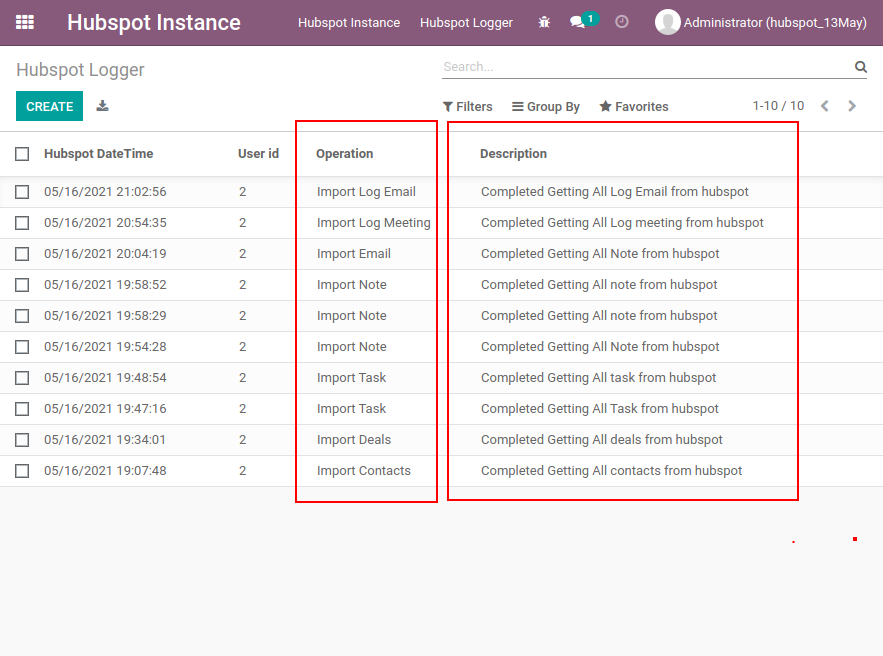 Hubspot Instance Hubspot Instance Hubspot Logger 1 Administrator (hubspot_13May)
Hubspot Logger Search...
CREATE Filters Group By Favorites 1-10 / 10
Hubspot DateTime User id Operation Description
05/16/2021 21:02:56 2 Import Log Email Completed Getting All Log Email from hubspot
05/16/2021 20:54:35 2 Import Log Meeting Completed Getting All Log meeting from hubspot
05/16/2021 20:04:19 2 Import Email Completed Getting All Note from hubspot
05/16/2021 19:58:52 2 Import Note Completed Getting All note from hubspot
05/16/2021 19:58:29 2 Import Note Completed Getting All note from hubspot
05/16/2021 19:54:28 2 Import Note Completed Getting All Note from hubspot
05/16/2021 19:48:54 2 Import Task Completed Getting All task from hubspot
05/16/2021 19:47:16 2 Import Task Completed Getting All Task from hubspot
05/16/2021 19:34:01 2 Import Deals Completed Getting All deals from hubspot
05/16/2021 19:07:48 2 Import Contacts Completed Getting All contacts from hubspot